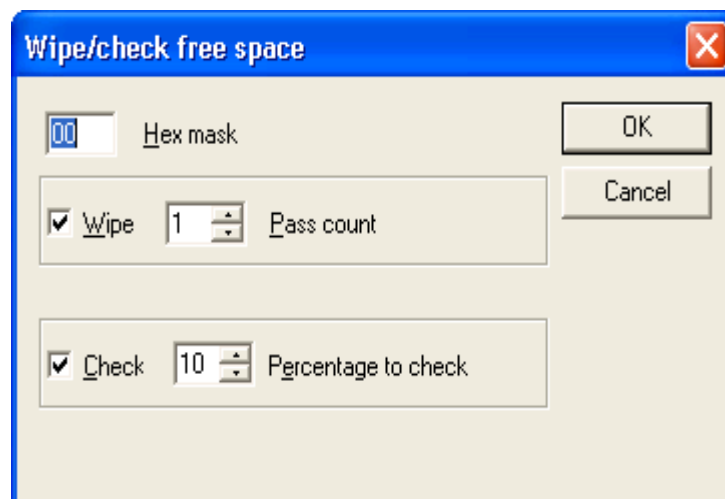 Wipe/check free space
00 Hex mask
OK
Wipe 1 Pass count
Cancel
Check 10 Percentage to check